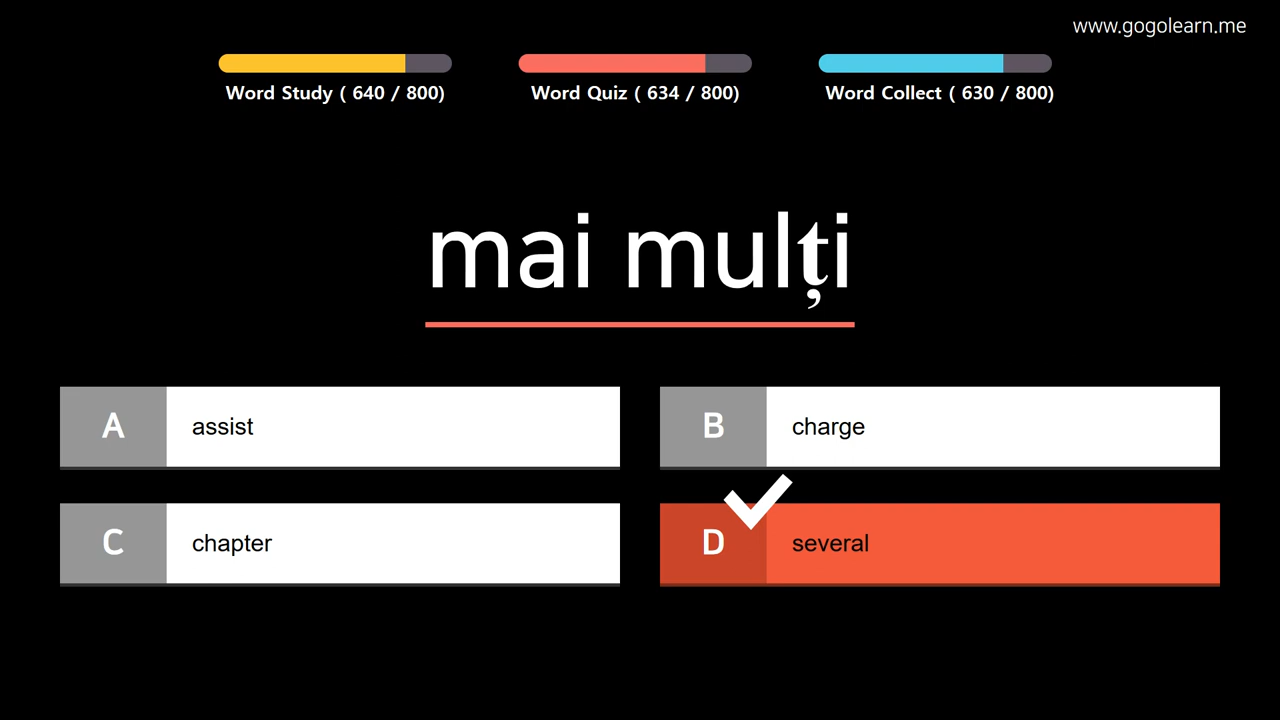 www.gogolearn.me
Word Study ( 640 / 800)
Word Quiz ( 634 / 800)
Word Collect ( 630 / 800)
mai mulți
A assist
B charge
C chapter
D several